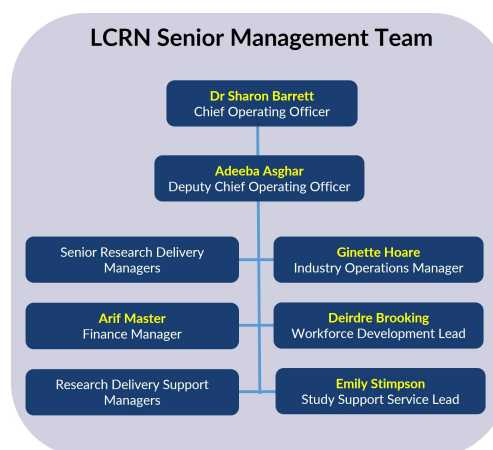 LCRN Senior Management Team
Dr Sharon Barrett
Chief Operating Officer
Adeeba Asghar
Deputy Chief Operating Officer
Senior Research Delivery
Managers
Ginette Hoare
Industry Operations Manager
Arif Master
Finance Manager
Deirdre Brooking
Workforce Development Lead
Research Delivery Support
Managers
Emily Stimpson
Study Support Service Lead